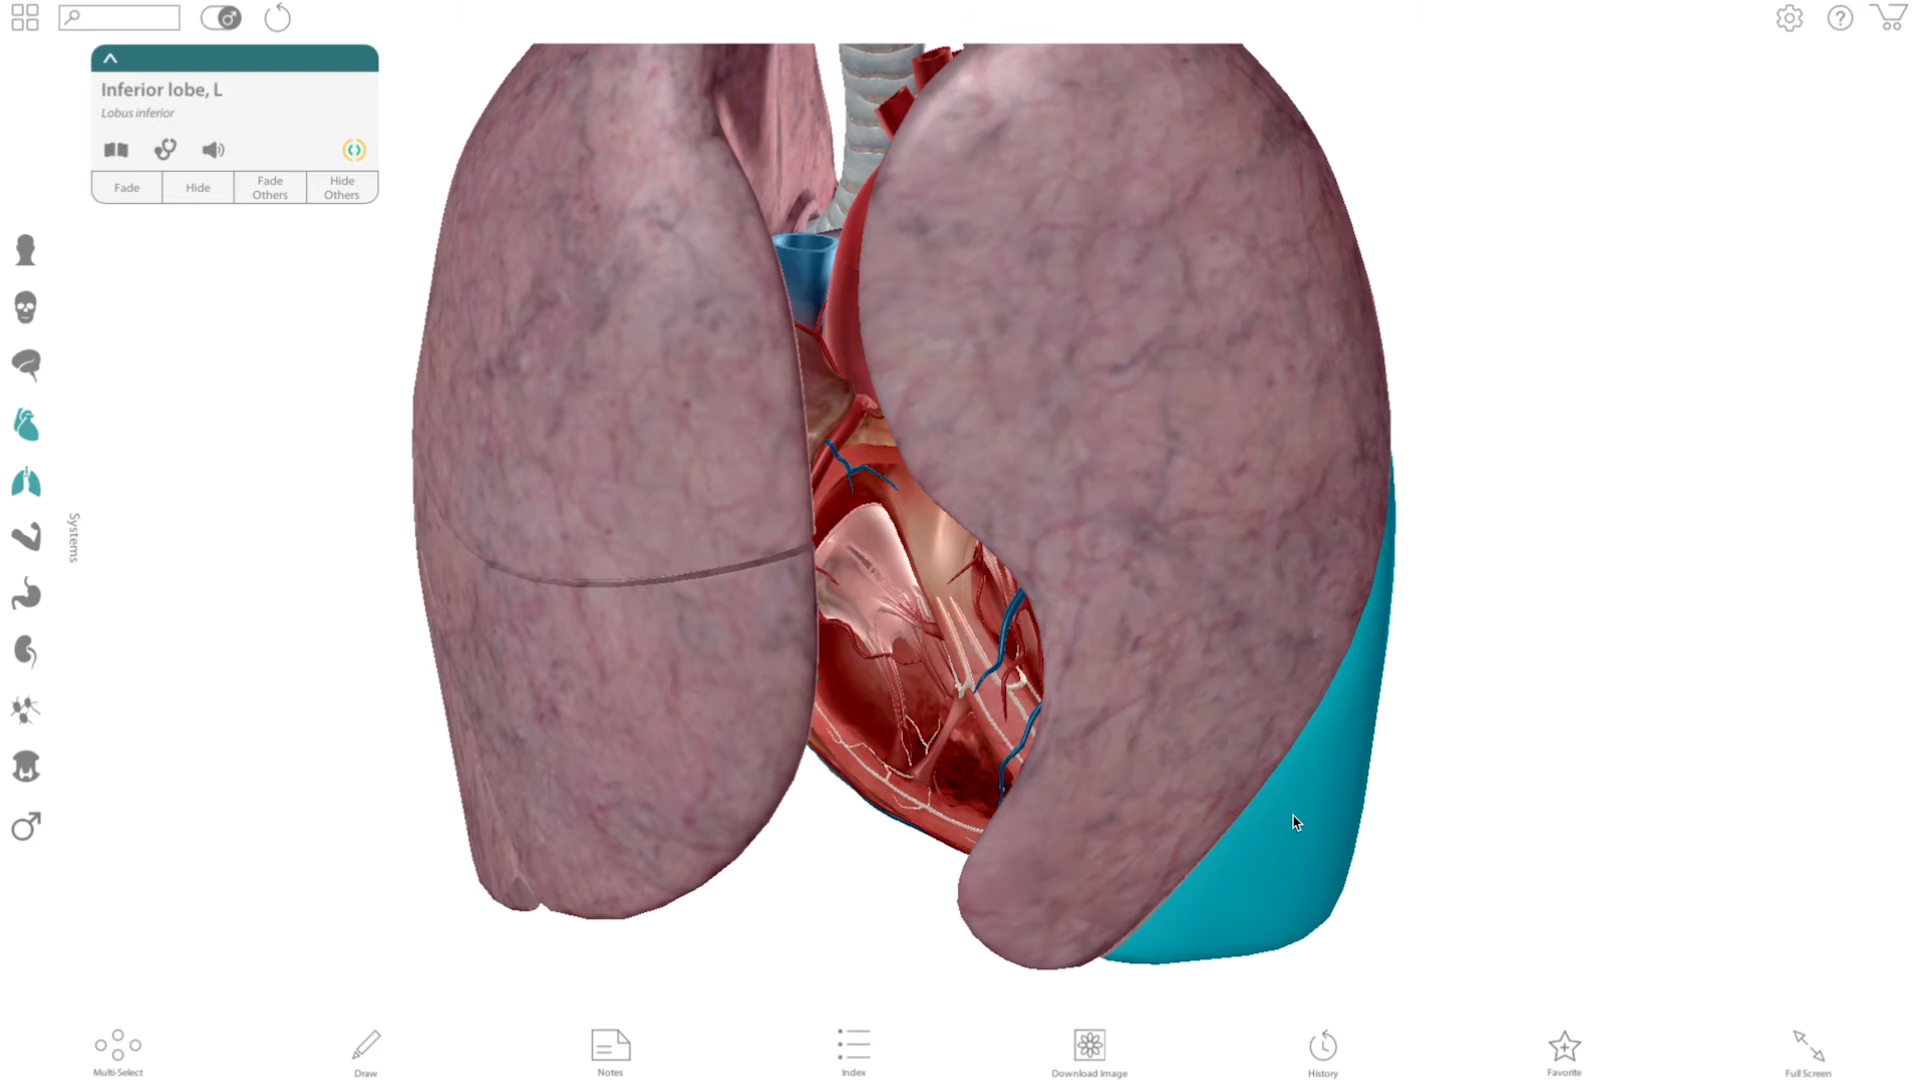 Inferior lobe, L
Lobus inferior
Fade
Hide
Fade
Others
Hide
Others
Systems
Multi-Select
Draw
Notes
Index
Download Image
History
Favorite
Full Screen